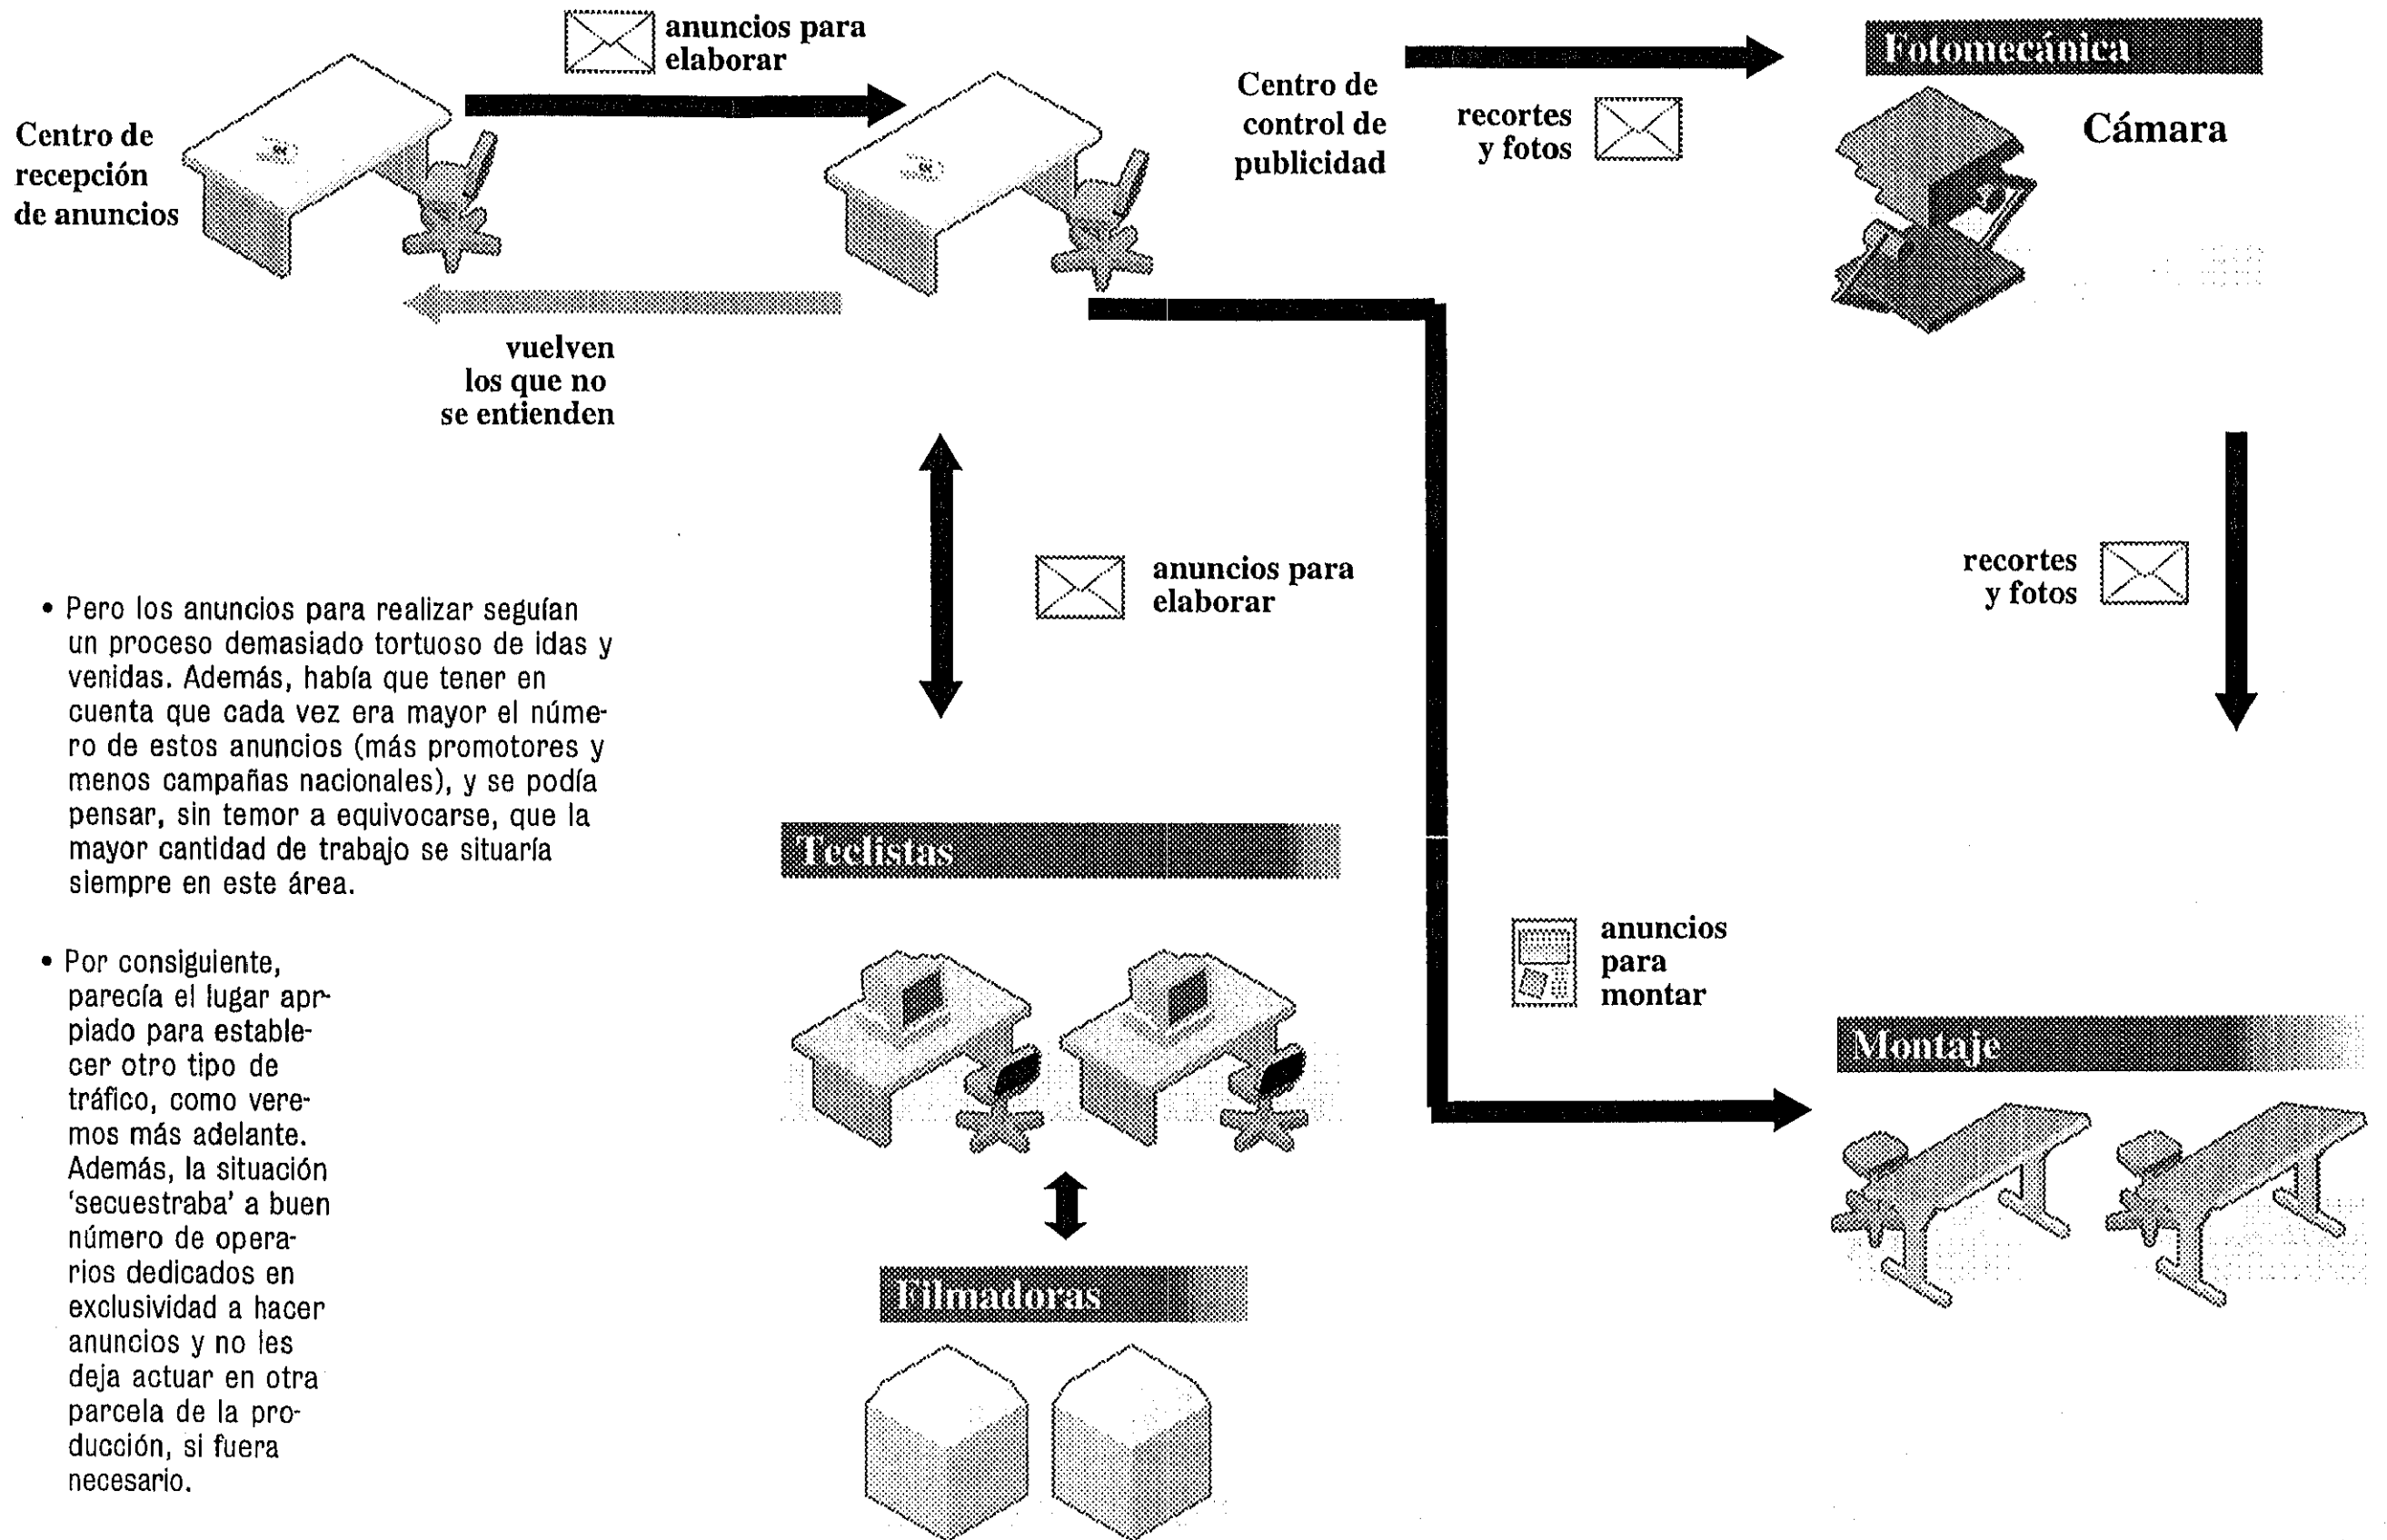 anuncios para
elaborar
Centro de
recepción
de anuncios
vuelven
los que no
se entienden
Centro de
control de
publicidad
recortes
y fotos
Fotomecánica
Cámara
anuncios para
elaborar
recortes
y fotos
• Pero los anuncios para realizar seguían
un proceso demasiado tortuoso de idas y
venidas. Además, había que tener en
cuenta que cada vez era mayor el núme-
ro de estos anuncios (más promotores y
menos campañas nacionales), y se podía
pensar, sin temor a equivocarse, que la
mayor cantidad de trabajo se situaría
siempre en este área.
• Por consiguiente,
parecía el lugar apr-
piado para estable-
cer otro tipo de
tráfico, como vere-
mos más adelante.
Además, la situación
'secuestraba' a buen
número de opera-
rios dedicados en
exclusividad a hacer
anuncios y no les
deja actuar en otra
parcela de la pro-
ducción, si fuera
necesario.
Teclistas
anuncios
para
montar
Montaje
Filmadoras